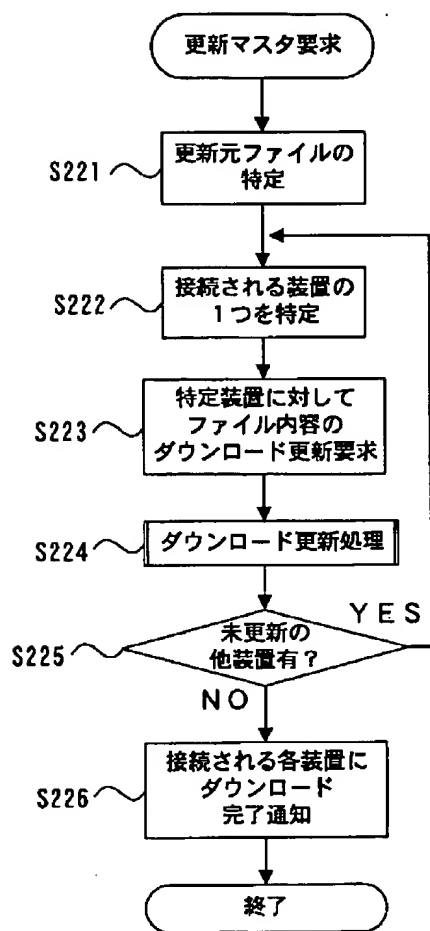 更新マスタ要求
S221
更新元ファイルの
特定
S222
接続される装置の
1つを特定
S223
特定装置に対して
ファイル内容の
ダウンロード更新要求
S224
ダウンロード更新処理
YES
S225
未更新の
他装置有?
NO
S226
接続される各装置に
ダウンロード
完了通知
終了